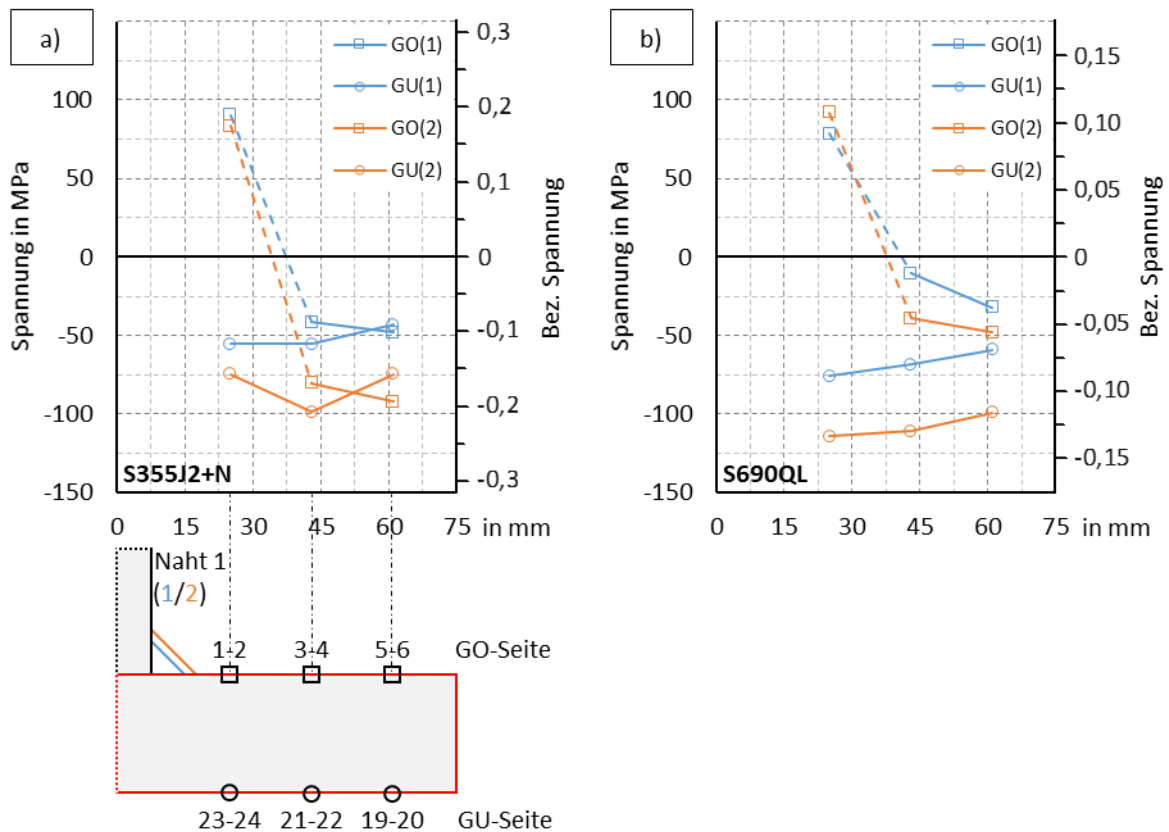 a)
GO(1)
GU(1)
GO(2)
GU(2)
Spannung in MPa
100
50
0
-50
-100
-150
0,3
0,2
0,1
0
-0,1
-0,2
-0,3
Bez. Spannung
S355J2+N
0 15 30 45 60 75 in mm
b)
GO(1)
GU(1)
GO(2)
GU(2)
Spannung in MPa
100
50
0
-50
-100
-150
0,15
0,10
0,05
0
-0,05
-0,10
-0,15
Bez. Spannung
S690QL
0 15 30 45 60 75 in mm
Naht 1
(1/2)
1-2 3-4 5-6 GO-Seite
23-24 21-22 19-20 GU-Seite